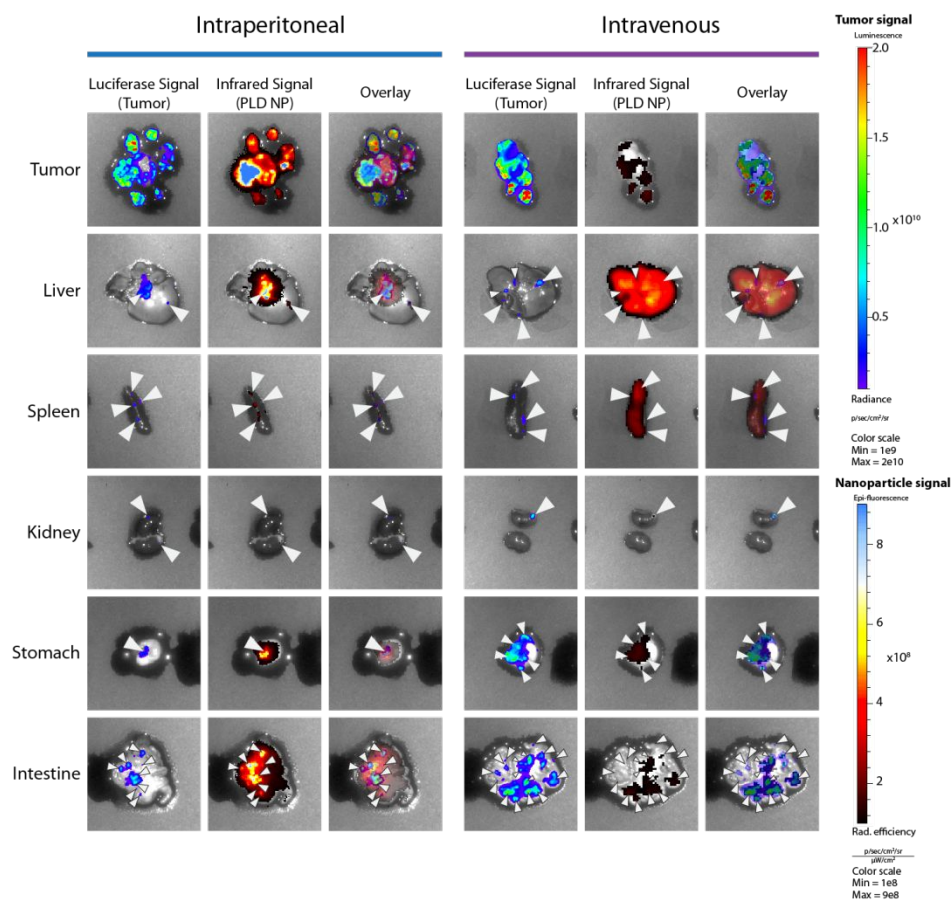 Intraperitoneal
Intravenous
Luciferase Signal
(Tumor)
Infrared Signal
(PLD NP)
Overlay
Luciferase Signal
(Tumor)
Infrared Signal
(PLD NP)
Overlay
Tumor
Liver
Spleen
Kidney
Stomach
Intestine
Tumor signal
Luminescence
2.0
1.5
x10¹⁰
1.0
0.5
Radiance
p/sec/cm²/sr
Color scale
Min = 1e9
Max = 2e10
Nanoparticle signal
Epi-fluorescence
8
6
x10⁸
4
2
Rad. efficiency
p/sec/cm²/sr
µW/cm²
Color scale
Min = 1e8
Max = 9e8